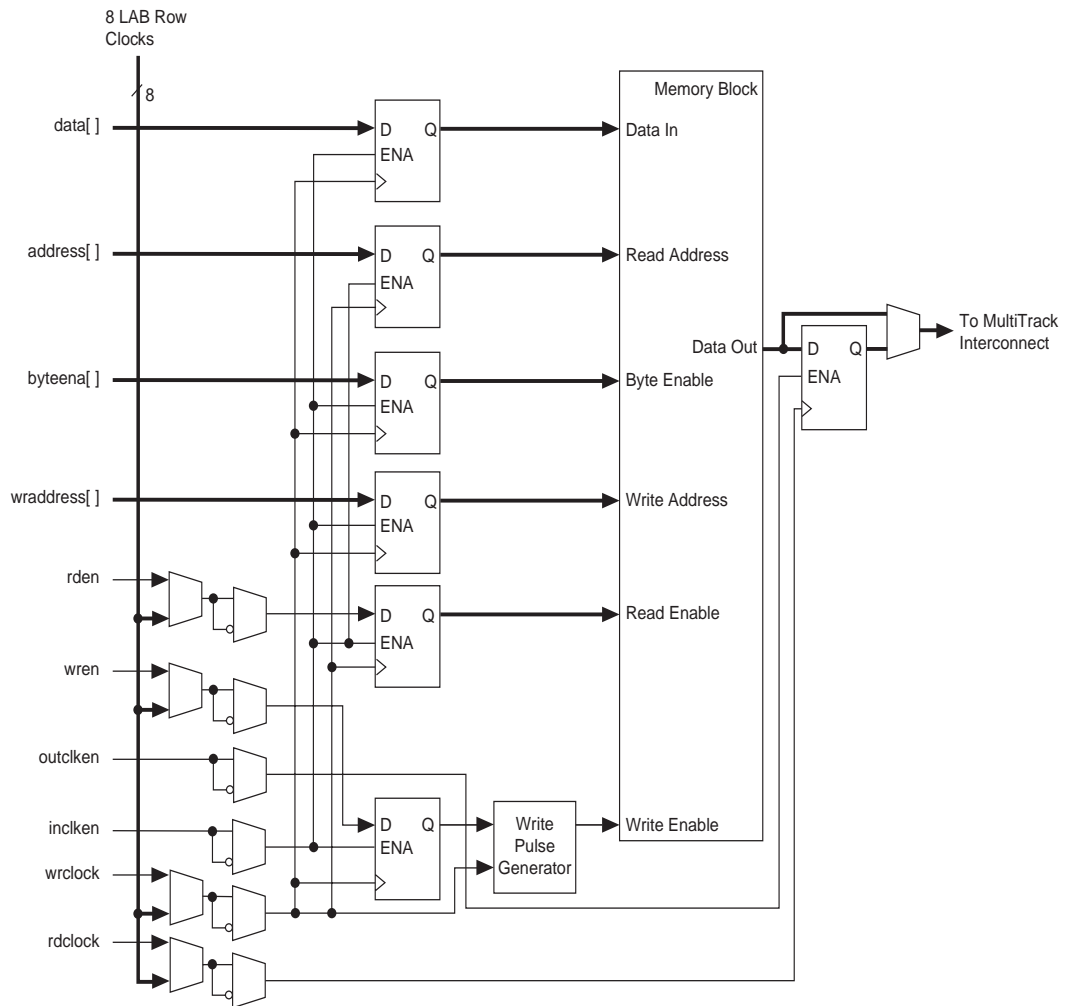 8 LAB Row
Clocks
8
Memory Block
data[ ]
D Q
ENA
Data In
address[ ]
D Q
ENA
Read Address
To MultiTrack
Interconnect
Data Out
D Q
ENA
byteena[ ]
D Q
ENA
Byte Enable
wraddress[ ]
D Q
ENA
Write Address
rden
D Q
ENA
Read Enable
wren
outclken
inclken
D Q
ENA
Write
Pulse
Generator
Write Enable
wrclock
rdclock